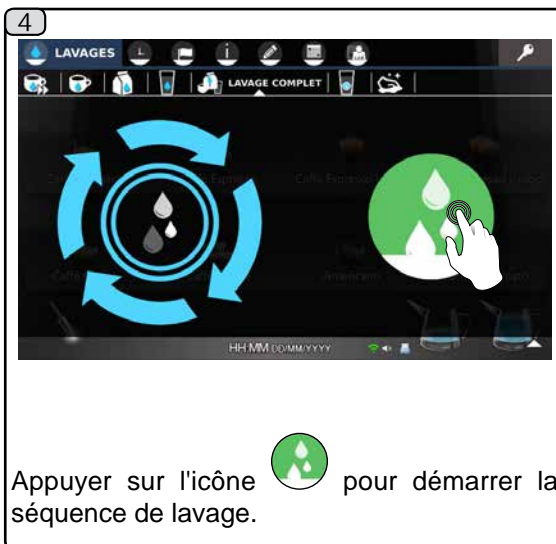 4
LAVAGES
LAVAGE COMPLET
HH:MM DD/MM/YYYY
Appuyer sur l'icône pour démarrer la
séquence de lavage.